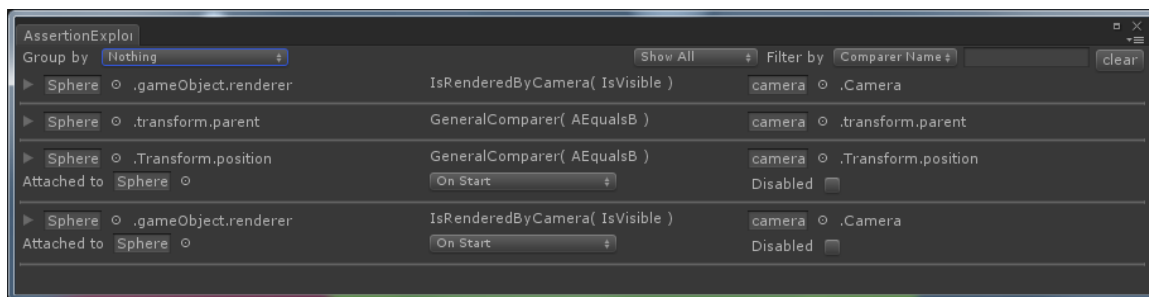 AssertionExplor
Group by Nothing Show All Filter by Comparer Name clear
Sphere .gameObject.renderer IsRenderedByCamera( IsVisible ) camera .Camera
Sphere .transform.parent GeneralComparer( AEqualsB ) camera .transform.parent
Sphere .Transform.position GeneralComparer( AEqualsB ) camera .Transform.position
Attached to Sphere On Start Disabled
Sphere .gameObject.renderer IsRenderedByCamera( IsVisible ) camera .Camera
Attached to Sphere On Start Disabled